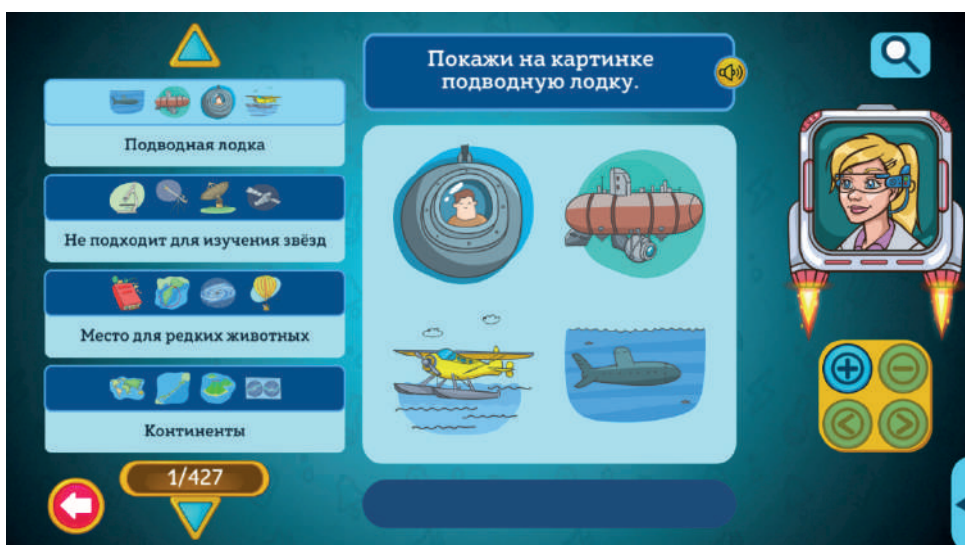 Покажи на картинке
подводную лодку.
Подводная лодка
Не подходит для изучения звёзд
Место для редких животных
Континенты
1/427